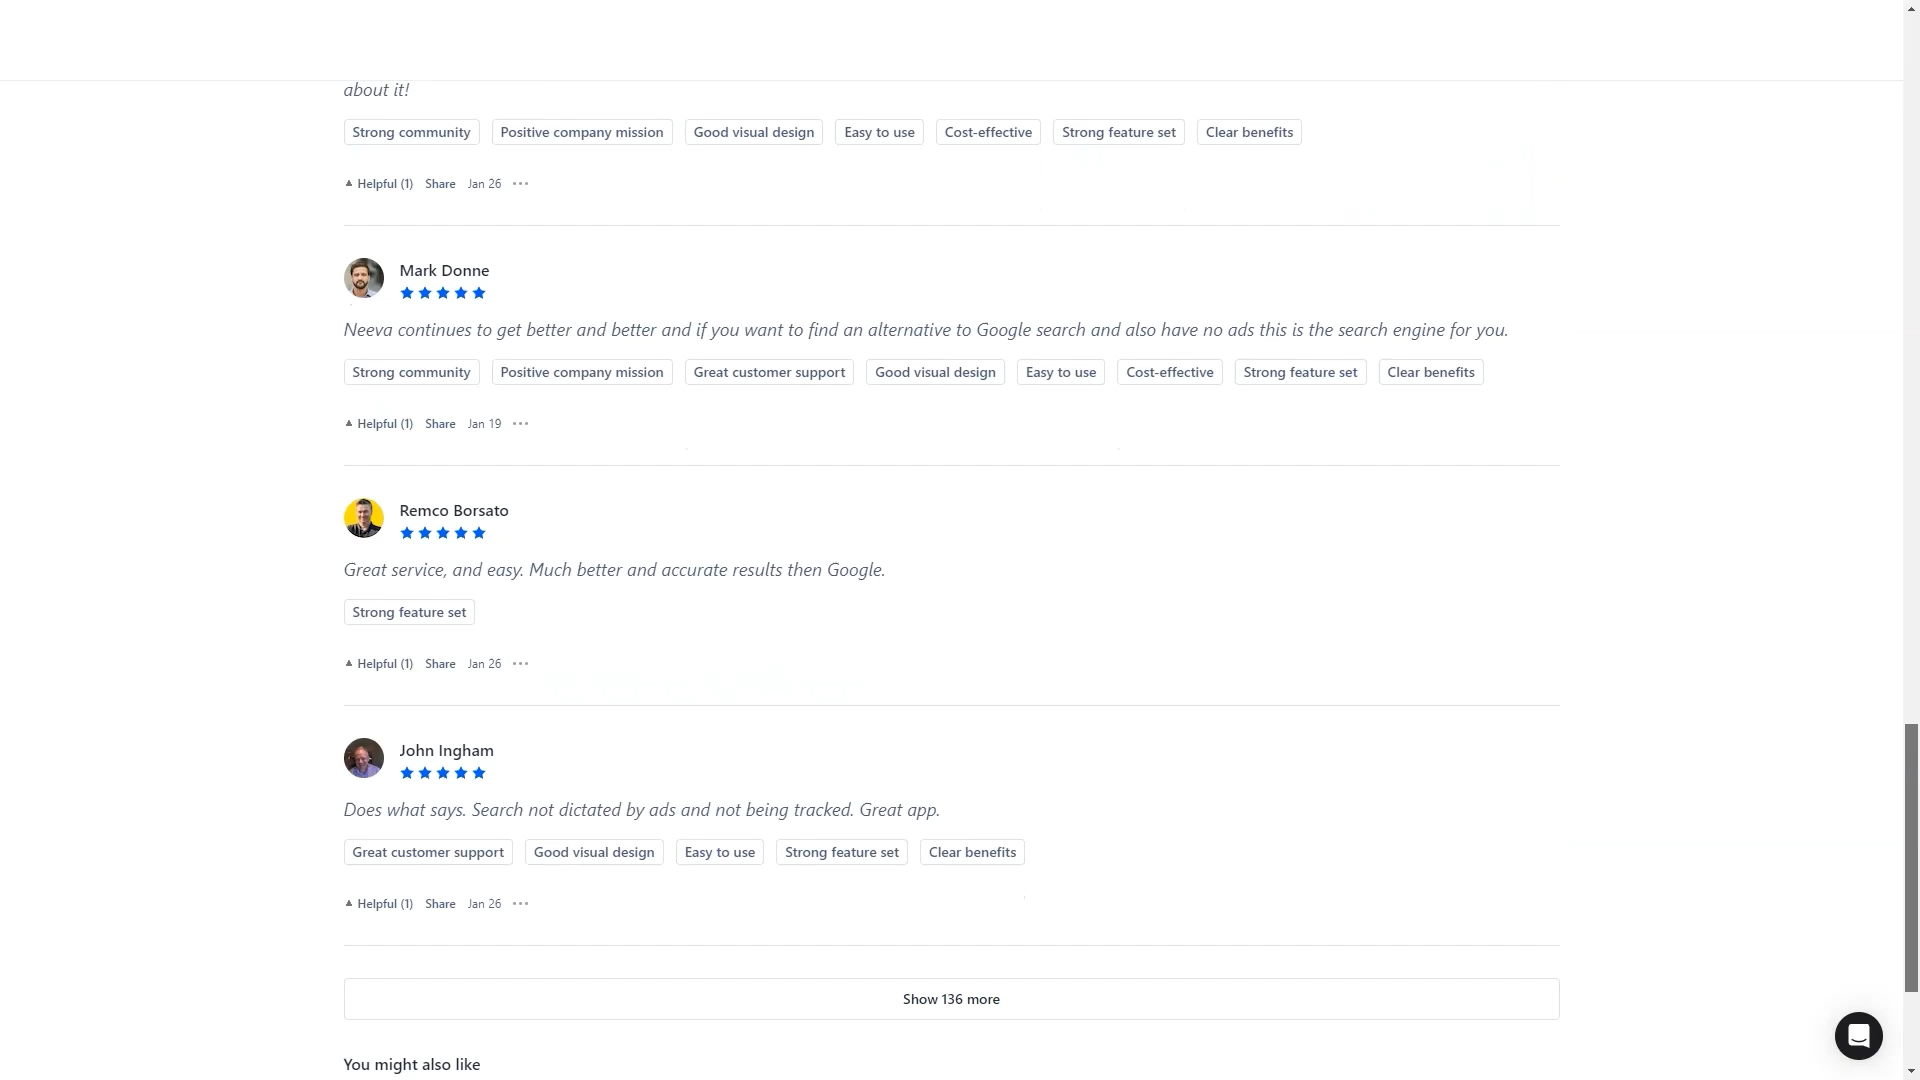 about it!
Strong community Positive company mission Good visual design Easy to use Cost-effective Strong feature set Clear benefits
Helpful (1) Share Jan 26
Mark Donne
Neeva continues to get better and better and if you want to find an alternative to Google search and also have no ads this is the search engine for you.
Strong community Positive company mission Great customer support Good visual design Easy to use Cost-effective Strong feature set Clear benefits
Helpful (1) Share Jan 19
Remco Borsato
Great service, and easy. Much better and accurate results then Google.
Strong feature set
Helpful (1) Share Jan 26
John Ingham
Does what says. Search not dictated by ads and not being tracked. Great app.
Great customer support Good visual design Easy to use Strong feature set Clear benefits
Helpful (1) Share Jan 26
Show 136 more
You might also like